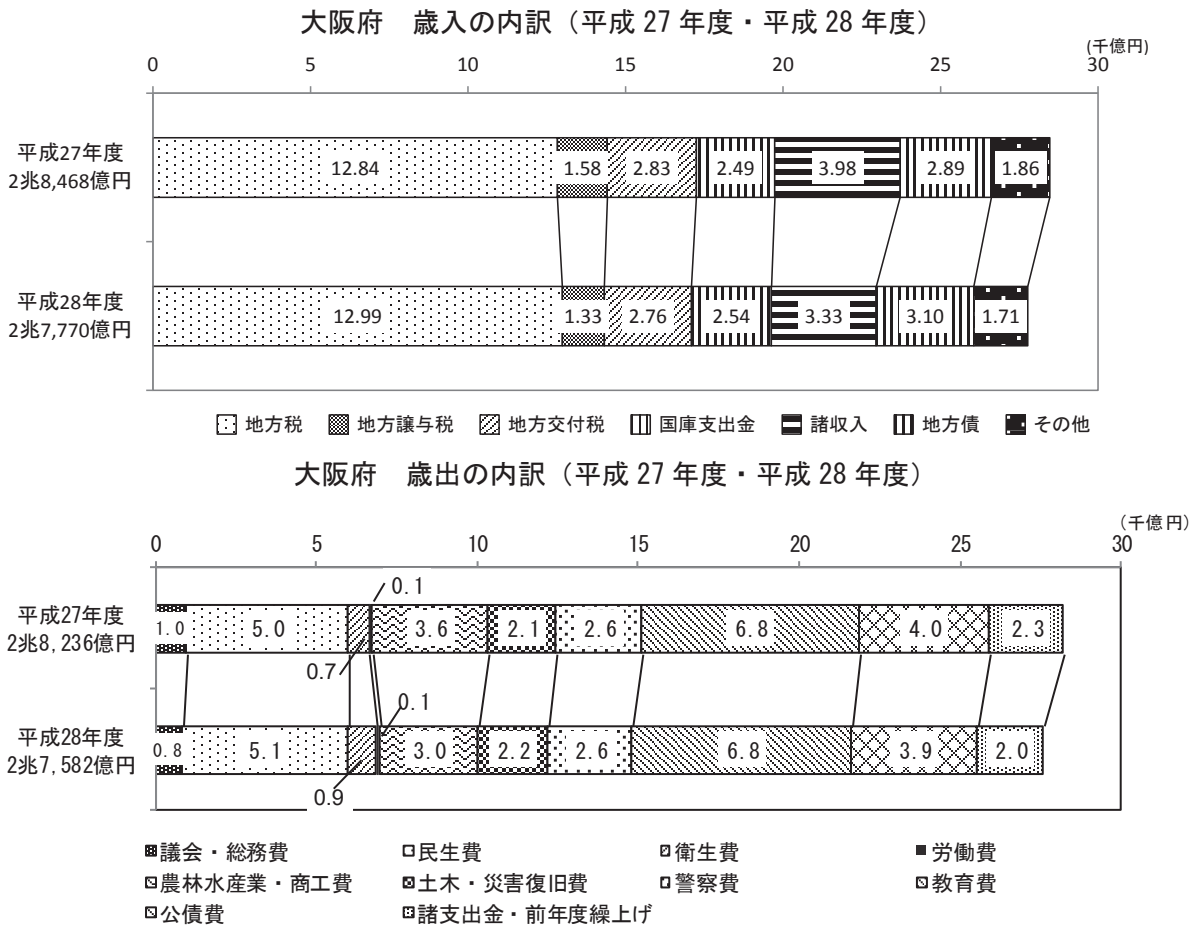 大阪府　歳入の内訳（平成 27 年度・平成 28 年度）
(千億円)
0 5 10 15 20 25 30
平成27年度
2兆8,468億円
12.84 1.58 2.83 2.49 3.98 2.89 1.86
平成28年度
2兆7,770億円
12.99 1.33 2.76 2.54 3.33 3.10 1.71
地方税 地方譲与税 地方交付税 国庫支出金 諸収入 地方債 その他
大阪府　歳出の内訳（平成 27 年度・平成 28 年度）
（千億円）
0 5 10 15 20 25 30
0.1
平成27年度
2兆8,236億円
1.0 5.0 3.6 2.1 2.6 6.8 4.0 2.3
0.7
0.1
平成28年度
2兆7,582億円
0.8 5.1 3.0 2.2 2.6 6.8 3.9 2.0
0.9
議会・総務費 民生費 衛生費 労働費
農林水産業・商工費 土木・災害復旧費 警察費 教育費
公債費 諸支出金・前年度繰上げ